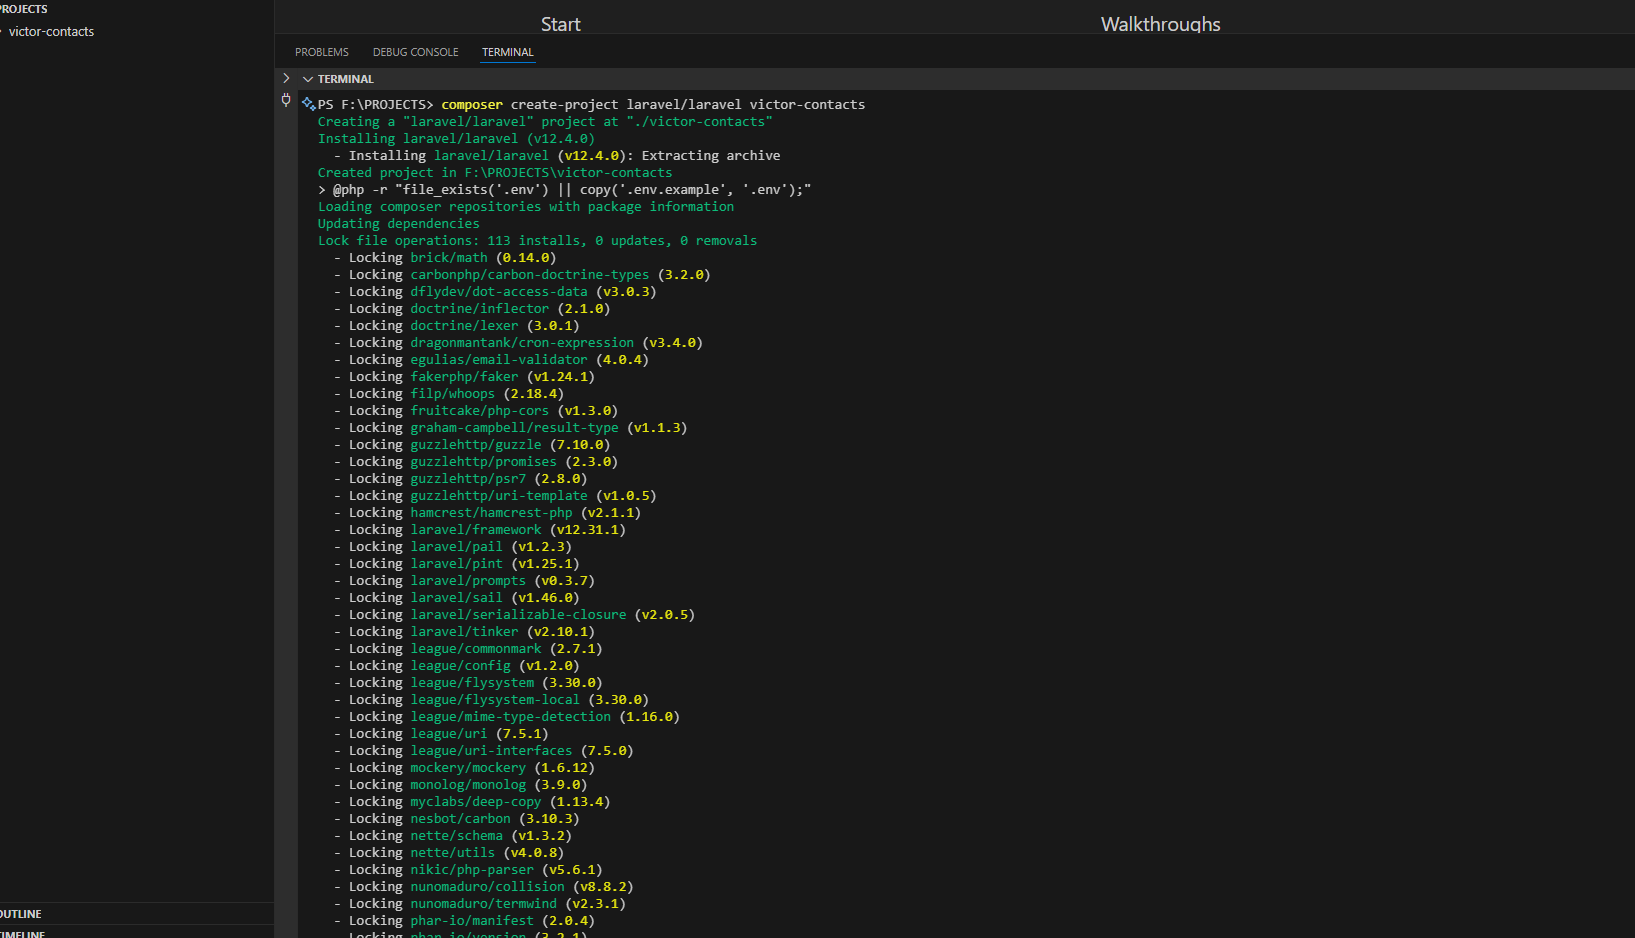 PROJECTS
victor-contacts
Start
Walkthroughs
PROBLEMS
DEBUG CONSOLE
TERMINAL
TERMINAL
PS F:\PROJECTS> composer create-project laravel/laravel victor-contacts
Creating a "laravel/laravel" project at "./victor-contacts"
Installing laravel/laravel (v12.4.0)
- Installing laravel/laravel (v12.4.0): Extracting archive
Created project in F:\PROJECTS\victor-contacts
> @php -r "file_exists('.env') || copy('.env.example', '.env');"
Loading composer repositories with package information
Updating dependencies
Lock file operations: 113 installs, 0 updates, 0 removals
- Locking brick/math (0.14.0)
- Locking carbonphp/carbon-doctrine-types (3.2.0)
- Locking dflydev/dot-access-data (v3.0.3)
- Locking doctrine/inflector (2.1.0)
- Locking doctrine/lexer (3.0.1)
- Locking dragonmantank/cron-expression (v3.4.0)
- Locking egulias/email-validator (4.0.4)
- Locking fakerphp/faker (v1.24.1)
- Locking filp/whoops (2.18.4)
- Locking fruitcake/php-cors (v1.3.0)
- Locking graham-campbell/result-type (v1.1.3)
- Locking guzzlehttp/guzzle (7.10.0)
- Locking guzzlehttp/promises (2.3.0)
- Locking guzzlehttp/psr7 (2.8.0)
- Locking guzzlehttp/uri-template (v1.0.5)
- Locking hamcrest/hamcrest-php (v2.1.1)
- Locking laravel/framework (v12.31.1)
- Locking laravel/pail (v1.2.3)
- Locking laravel/pint (v1.25.1)
- Locking laravel/prompts (v0.3.7)
- Locking laravel/sail (v1.46.0)
- Locking laravel/serializable-closure (v2.0.5)
- Locking laravel/tinker (v2.10.1)
- Locking league/commonmark (2.7.1)
- Locking league/config (v1.2.0)
- Locking league/flysystem (3.30.0)
- Locking league/flysystem-local (3.30.0)
- Locking league/mime-type-detection (1.16.0)
- Locking league/uri (7.5.1)
- Locking league/uri-interfaces (7.5.0)
- Locking mockery/mockery (1.6.12)
- Locking monolog/monolog (3.9.0)
- Locking myclabs/deep-copy (1.13.4)
- Locking nesbot/carbon (3.10.3)
- Locking nette/schema (v1.3.2)
- Locking nette/utils (v4.0.8)
- Locking nikic/php-parser (v5.6.1)
- Locking nunomaduro/collision (v8.8.2)
- Locking nunomaduro/termwind (v2.3.1)
- Locking phar-io/manifest (2.0.4)
- Locking phar-io/version (3.2.1)
OUTLINE
TIMELINE